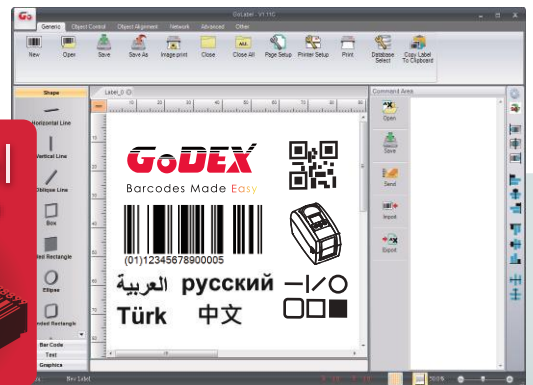 Go
GoLabel - V1.11C
Generic Object Control Object Alignment Network Advanced Other
New Open Save Save As Image print Close ALL Close All Page Setup Printer Setup Print Database Select Copy Label To Clipboard
Shape
Label_0
Command Area
Horizontal Line
Vertical Line
Oblique Line
Box
Ellipse
Bar Code
Text
Graphics
GoDEX
Barcodes Made Easy
(01)12345678900005
العربية русский
Türk 中文
Open
Save
Send
Import
Export
New Label